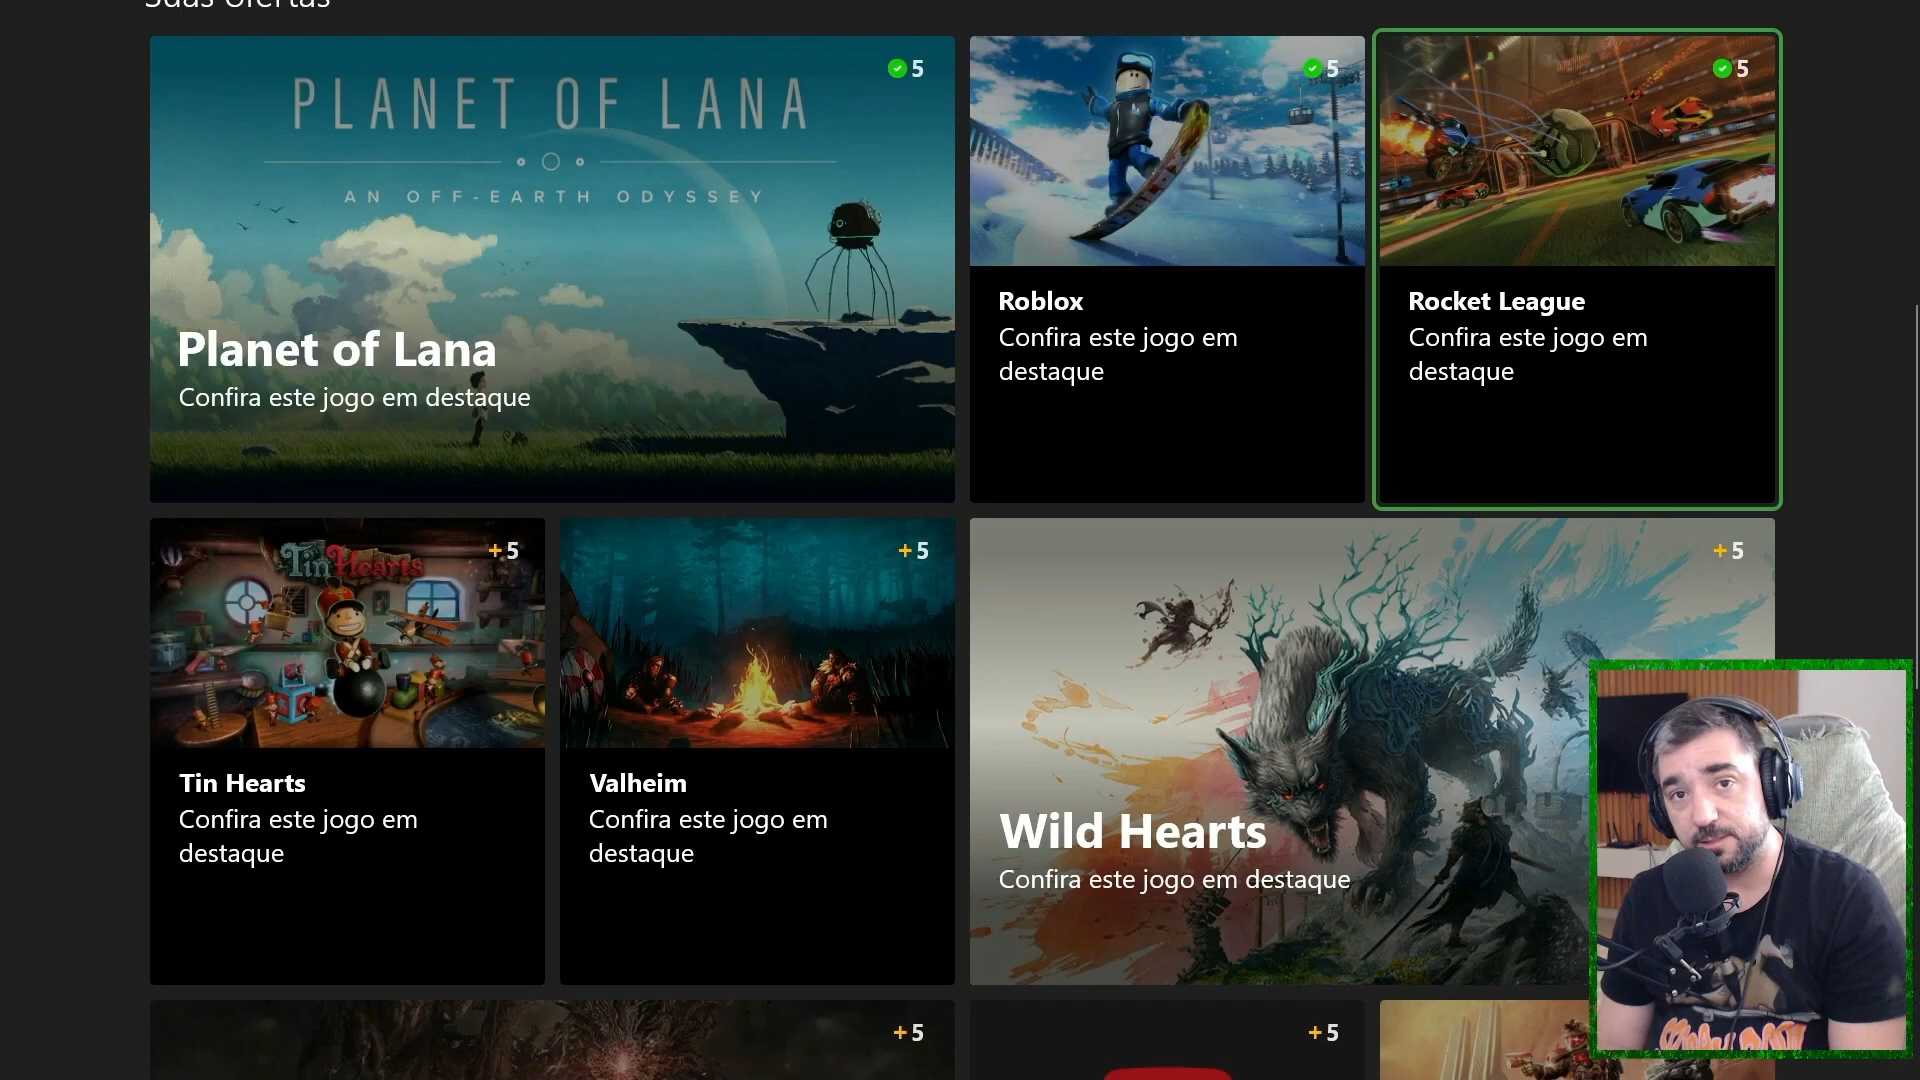 Suas ofertas
PLANET OF LANA
AN OFF-EARTH ODYSSEY
5
Planet of Lana
Confira este jogo em destaque
5
Roblox
Confira este jogo em
destaque
5
Rocket League
Confira este jogo em
destaque
Tin Hearts
+5
Tin Hearts
Confira este jogo em
destaque
+5
Valheim
Confira este jogo em
destaque
+5
Wild Hearts
Confira este jogo em destaque
+5
+5